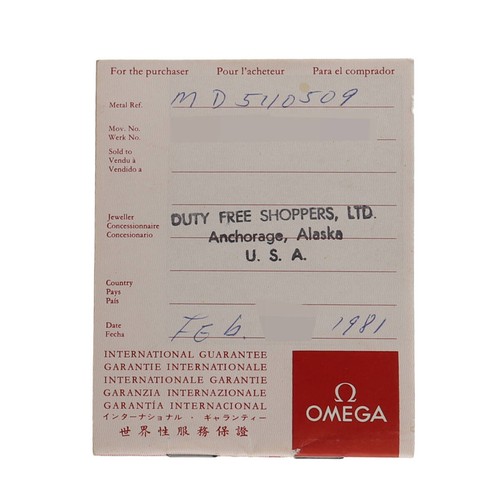 For the purchaser Pour l'acheteur Para el comprador
Metal Ref. MD 5110509
Mov. No.
Werk No.
Sold to
Vendu à
Vendido a
Jeweller
Concessionnaire
Concesionario
DUTY FREE SHOPPERS, LTD.
Anchorage, Alaska
U. S. A.
Country
Pays
País
Date
Fecha
Feb. 1981
INTERNATIONAL GUARANTEE
GARANTIE INTERNATIONALE
INTERNATIONALE GARANTIE
GARANZIA INTERNAZIONALE
GARANTÍA INTERNACIONAL
インターナショナル・ギャランティー
世界性服務保證
Ω
OMEGA